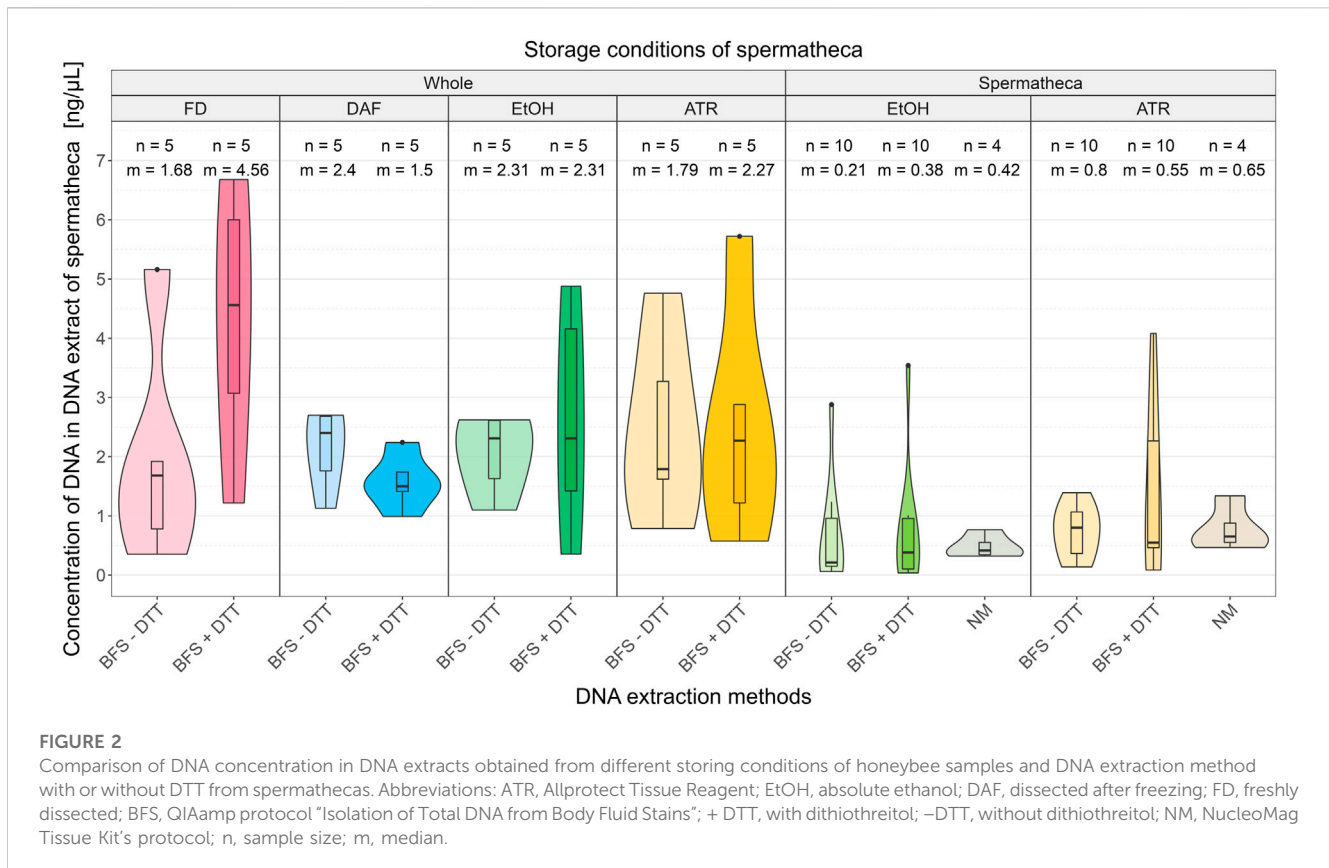 Storage conditions of spermatheca
Whole Spermatheca
FD DAF EtOH ATR EtOH ATR
n = 5 n = 5 n = 5 n = 5 n = 5 n = 5 n = 5 n = 5 n = 10 n = 10 n = 4 n = 10 n = 10 n = 4
m = 1.68 m = 4.56 m = 2.4 m = 1.5 m = 2.31 m = 2.31 m = 1.79 m = 2.27 m = 0.21 m = 0.38 m = 0.42 m = 0.8 m = 0.55 m = 0.65
Concentration of DNA in DNA extract of spermatheca [ng/µL]
7
6
5
4
3
2
1
0
BFS - DTT BFS + DTT BFS - DTT BFS + DTT BFS - DTT BFS + DTT BFS - DTT BFS + DTT BFS - DTT BFS + DTT NM BFS - DTT BFS + DTT NM
DNA extraction methods
FIGURE 2
Comparison of DNA concentration in DNA extracts obtained from different storing conditions of honeybee samples and DNA extraction method
with or without DTT from spermathecas. Abbreviations: ATR, Allprotect Tissue Reagent; EtOH, absolute ethanol; DAF, dissected after freezing; FD, freshly
dissected; BFS, QIAamp protocol “Isolation of Total DNA from Body Fluid Stains”; + DTT, with dithiothreitol; –DTT, without dithiothreitol; NM, NucleoMag
Tissue Kit’s protocol; n, sample size; m, median.